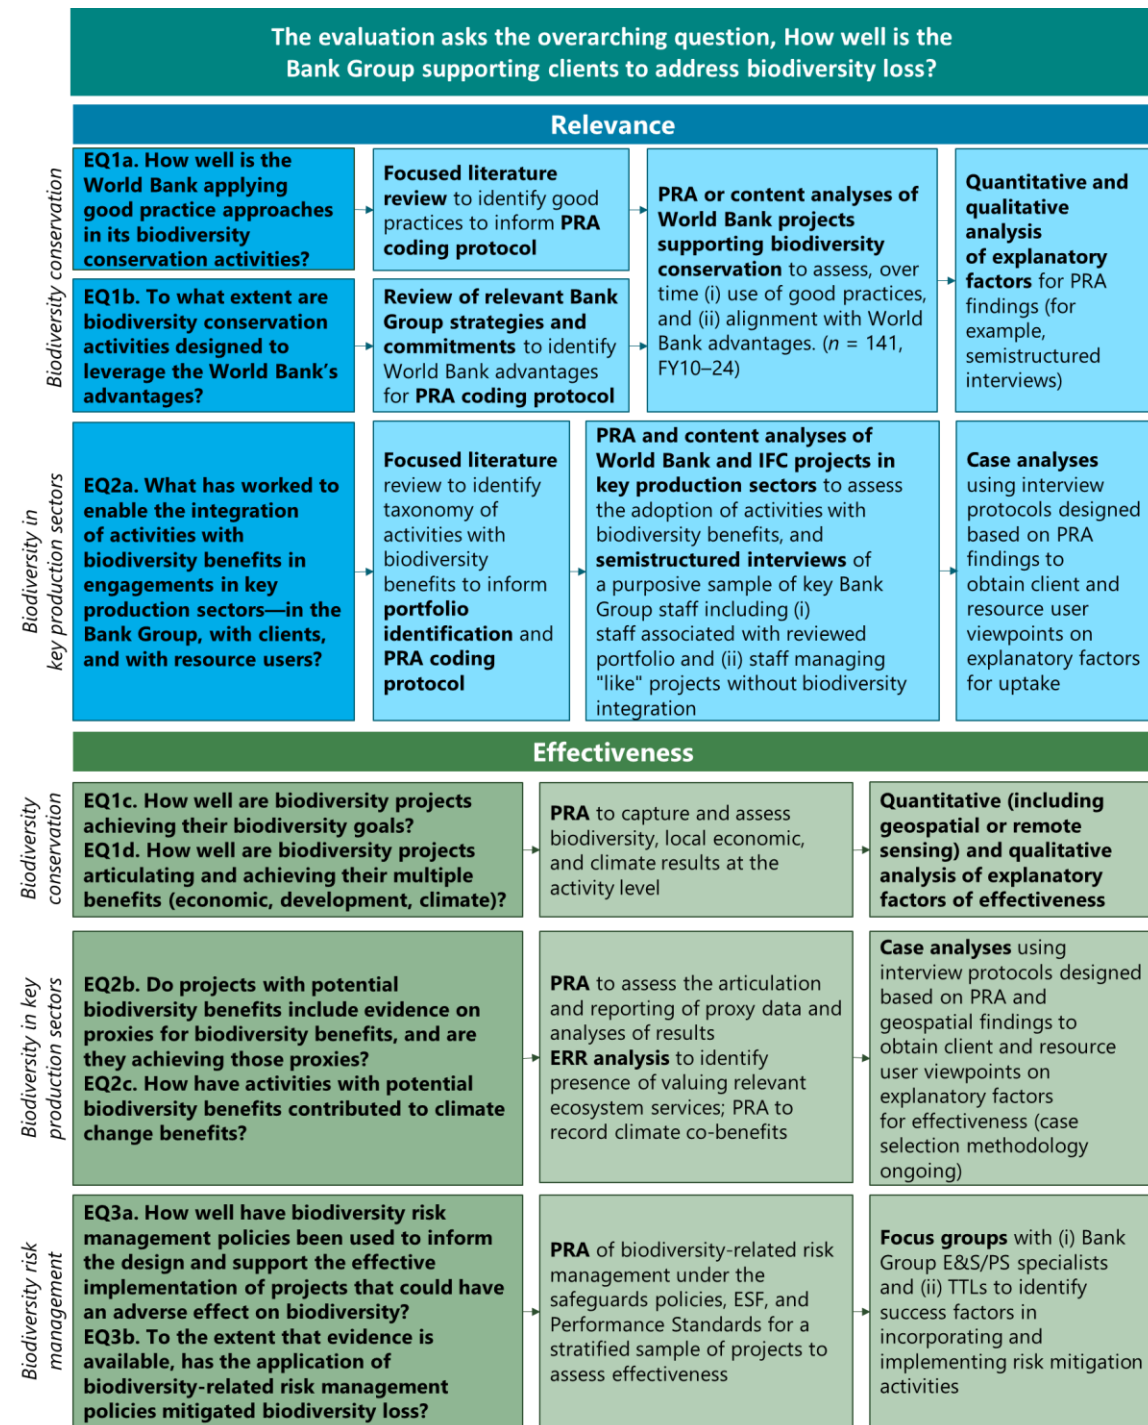 The evaluation asks the overarching question, How well is the
Bank Group supporting clients to address biodiversity loss?
Relevance
Biodiversity conservation
EQ1a. How well is the
World Bank applying
good practice approaches
in its biodiversity
conservation activities?
Focused literature
review to identify good
practices to inform PRA
coding protocol
EQ1b. To what extent are
biodiversity conservation
activities designed to
leverage the World Bank's
advantages?
Review of relevant Bank
Group strategies and
commitments to identify
World Bank advantages
for PRA coding protocol
PRA or content analyses of
World Bank projects
supporting biodiversity
conservation to assess, over
time (i) use of good practices,
and (ii) alignment with World
Bank advantages. (n = 141,
FY10–24)
Quantitative and
qualitative
analysis
of explanatory
factors for PRA
findings (for
example,
semistructured
interviews)
Biodiversity in
key production sectors
EQ2a. What has worked to
enable the integration
of activities with
biodiversity benefits in
engagements in key
production sectors—in the
Bank Group, with clients,
and with resource users?
Focused literature
review to identify
taxonomy of
activities with
biodiversity
benefits to inform
portfolio
identification and
PRA coding
protocol
PRA and content analyses of
World Bank and IFC projects in
key production sectors to assess
the adoption of activities with
biodiversity benefits, and
semistructured interviews of
a purposive sample of key Bank
Group staff including (i)
staff associated with reviewed
portfolio and (ii) staff managing
"like" projects without biodiversity
integration
Case analyses
using interview
protocols designed
based on PRA
findings to
obtain client and
resource user
viewpoints on
explanatory factors
for uptake
Effectiveness
Biodiversity
conservation
EQ1c. How well are biodiversity projects
achieving their biodiversity goals?
EQ1d. How well are biodiversity projects
articulating and achieving their multiple
benefits (economic, development, climate)?
PRA to capture and assess
biodiversity, local economic,
and climate results at the
activity level
Quantitative (including
geospatial or remote
sensing) and qualitative
analysis of explanatory
factors of effectiveness
Biodiversity in key
production sectors
EQ2b. Do projects with potential
biodiversity benefits include evidence on
proxies for biodiversity benefits, and are
they achieving those proxies?
EQ2c. How have activities with potential
biodiversity benefits contributed to climate
change benefits?
PRA to assess the articulation
and reporting of proxy data and
analyses of results
ERR analysis to identify
presence of valuing relevant
ecosystem services; PRA to
record climate co-benefits
Case analyses using
interview protocols designed
based on PRA and
geospatial findings to
obtain client and resource
user viewpoints on
explanatory factors
for effectiveness (case
selection methodology
ongoing)
Biodiversity risk
management
EQ3a. How well have biodiversity risk
management policies been used to inform
the design and support the effective
implementation of projects that could have
an adverse effect on biodiversity?
EQ3b. To the extent that evidence is
available, has the application of
biodiversity-related risk management
policies mitigated biodiversity loss?
PRA of biodiversity-related risk
management under the
safeguards policies, ESF, and
Performance Standards for a
stratified sample of projects to
assess effectiveness
Focus groups with (i) Bank
Group E&S/PS specialists
and (ii) TTLs to identify
success factors in
incorporating and
implementing risk mitigation
activities